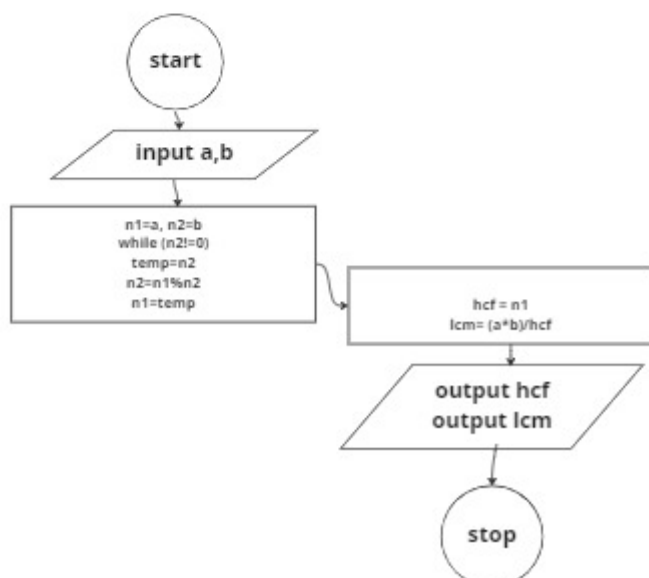 start
input a,b
n1=a, n2=b
while (n2!=0)
temp=n2
n2=n1%n2
n1=temp
hcf = n1
lcm= (a*b)/hcf
output hcf
output lcm
stop